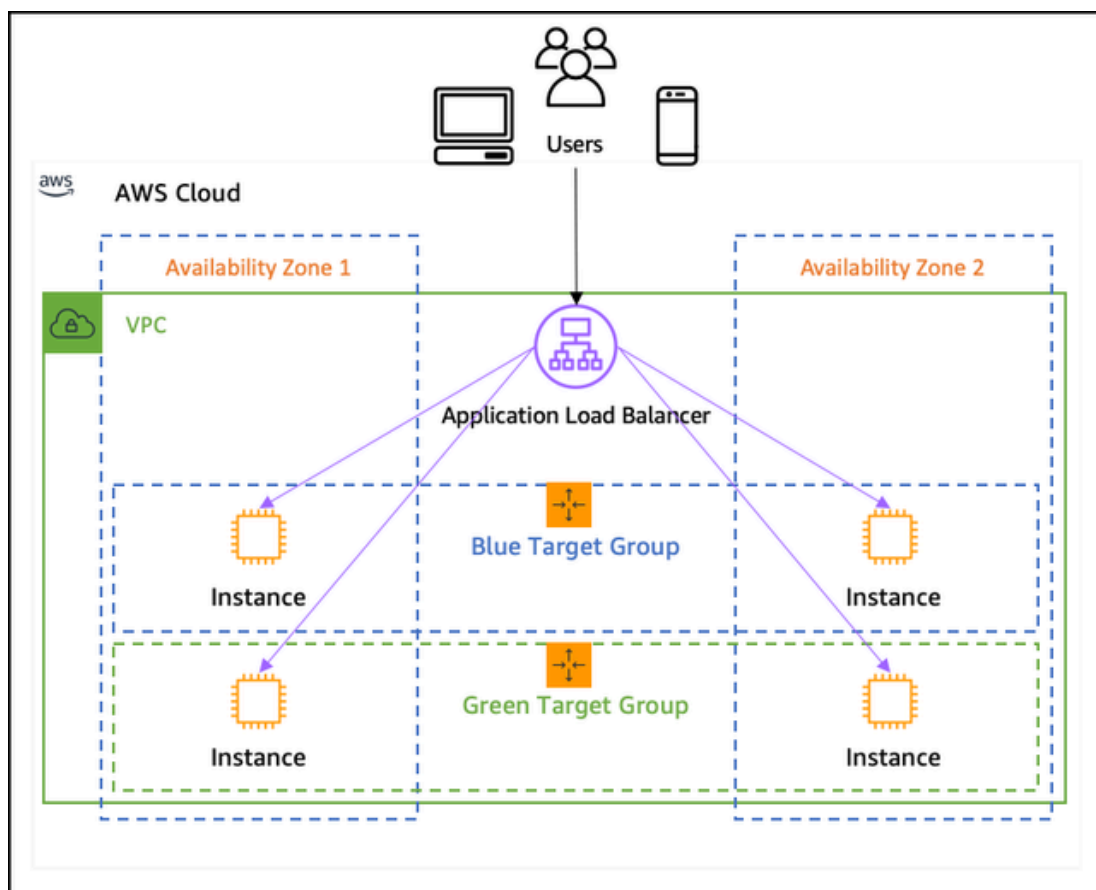 Users
aws
AWS Cloud
Availability Zone 1
Availability Zone 2
VPC
Application Load Balancer
Blue Target Group
Instance
Instance
Green Target Group
Instance
Instance